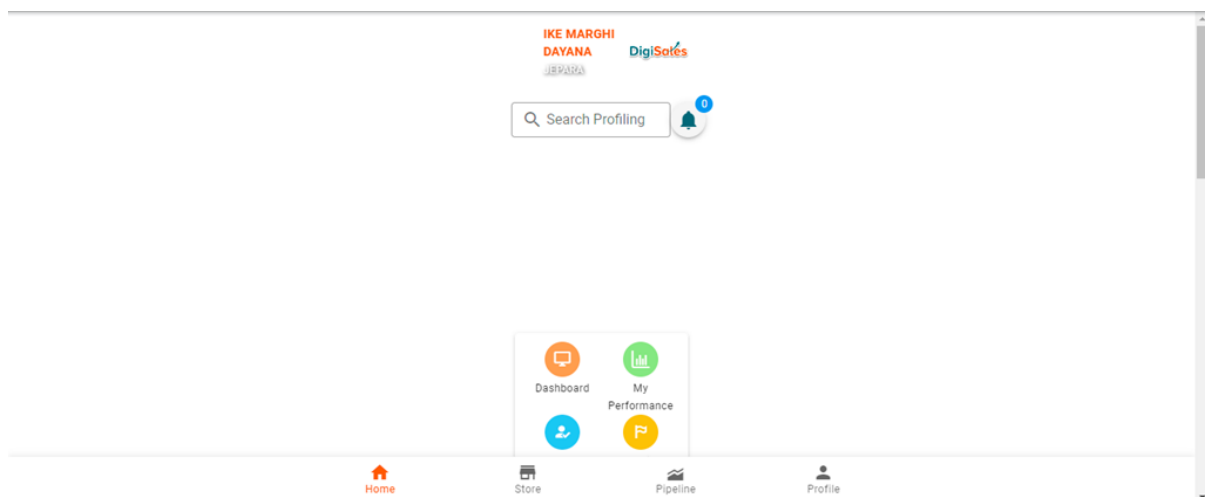 IKE MARGHI
DAYANA
JEPARA
DigiSales
Search Profiling
0
Dashboard
My
Performance
Home
Store
Pipeline
Profile